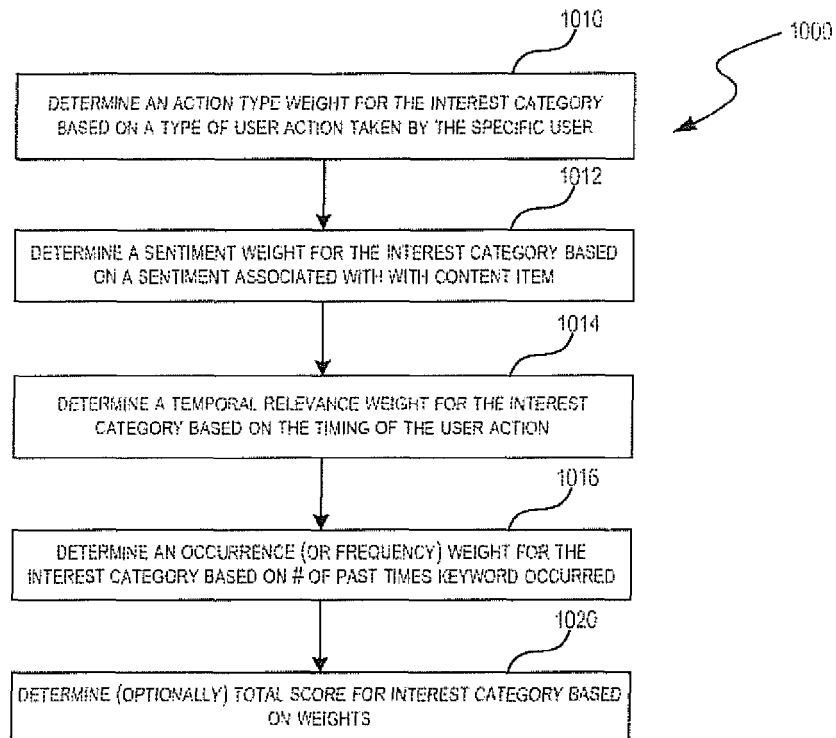 1010
1000
DETERMINE AN ACTION TYPE WEIGHT FOR THE INTEREST CATEGORY
BASED ON A TYPE OF USER ACTION TAKEN BY THE SPECIFIC USER
1012
DETERMINE A SENTIMENT WEIGHT FOR THE INTEREST CATEGORY BASED
ON A SENTIMENT ASSOCIATED WITH WITH CONTENT ITEM
1014
DETERMINE A TEMPORAL RELEVANCE WEIGHT FOR THE INTEREST
CATEGORY BASED ON THE TIMING OF THE USER ACTION
1016
DETERMINE AN OCCURRENCE (OR FREQUENCY) WEIGHT FOR THE
INTEREST CATEGORY BASED ON # OF PAST TIMES KEYWORD OCCURRED
1020
DETERMINE (OPTIONALLY) TOTAL SCORE FOR INTEREST CATEGORY BASED
ON WEIGHTS